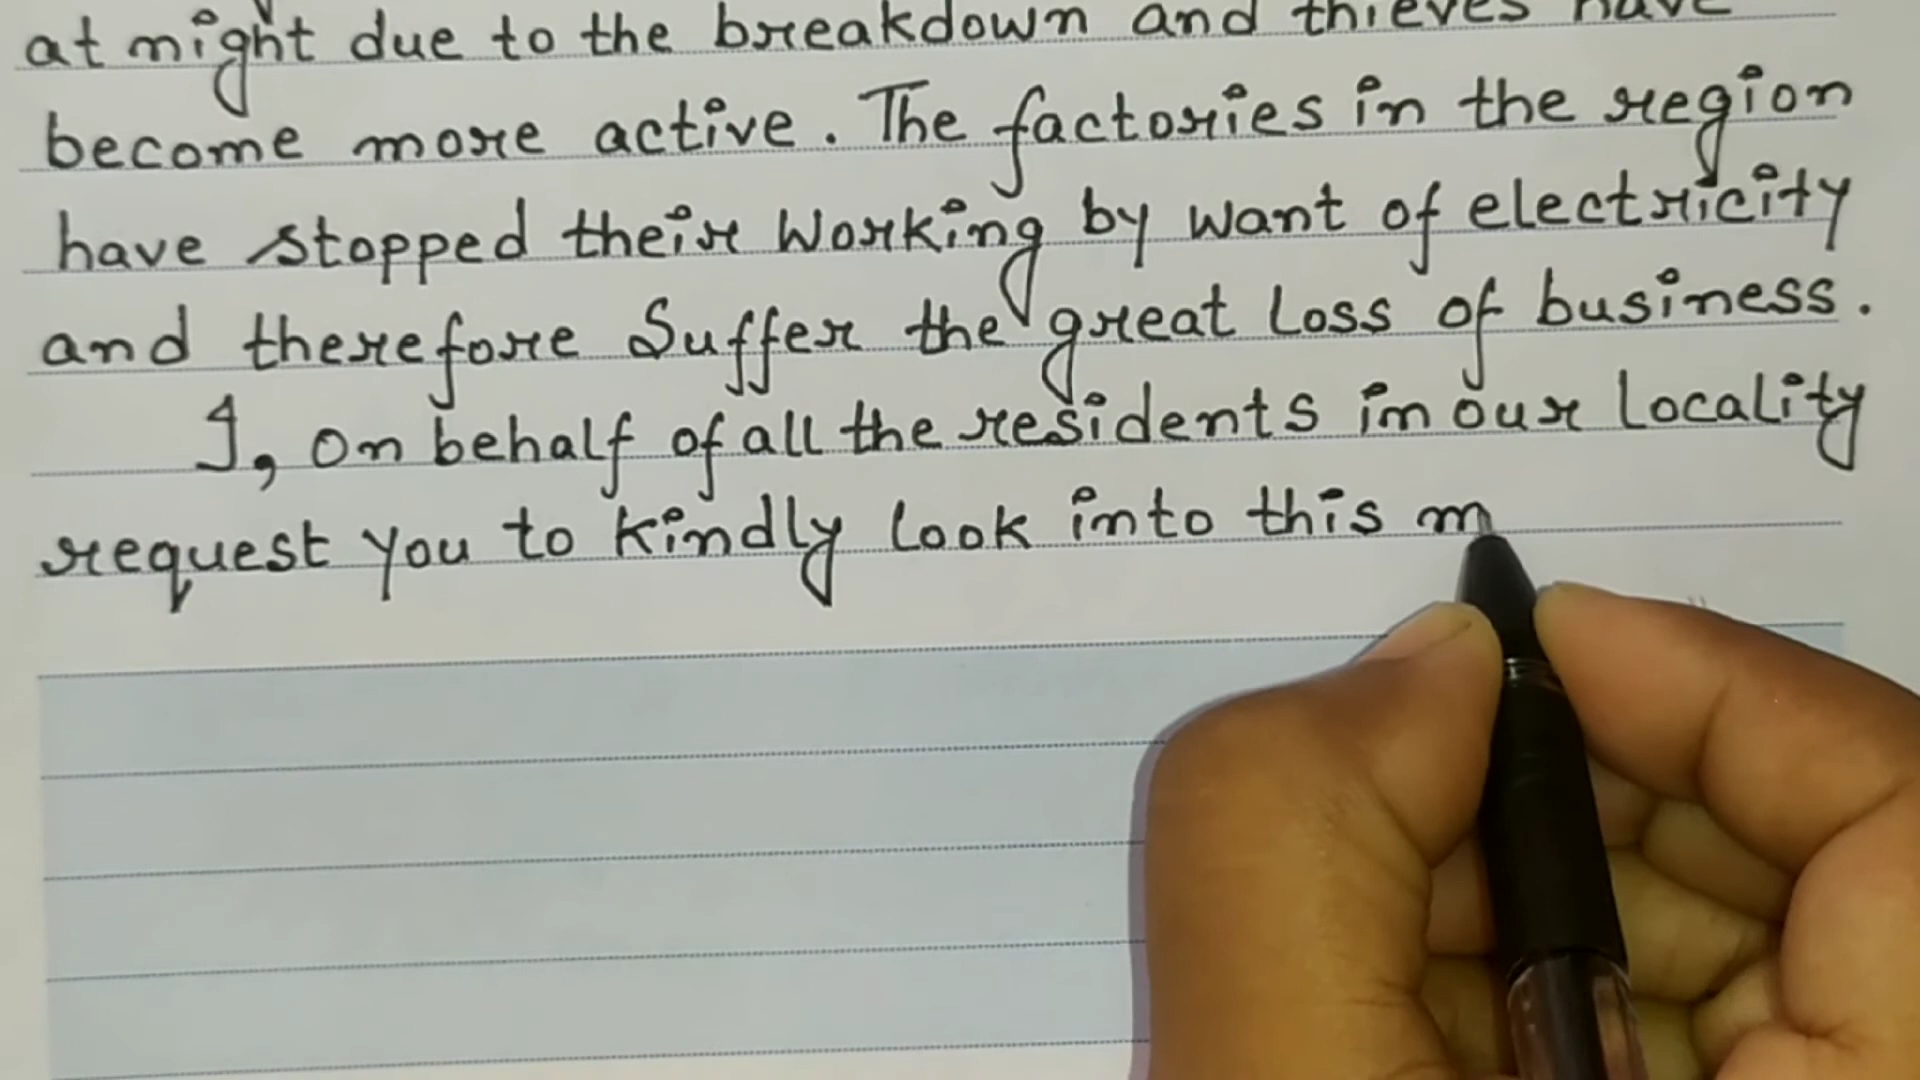 at night due to the breakdown and thieves have
become more active. The factories in the region
have stopped their Working by want of electricity
and therefore Suffer the great Loss of business.
I, on behalf of all the residents in our Locality
request you to kindly Look into this m